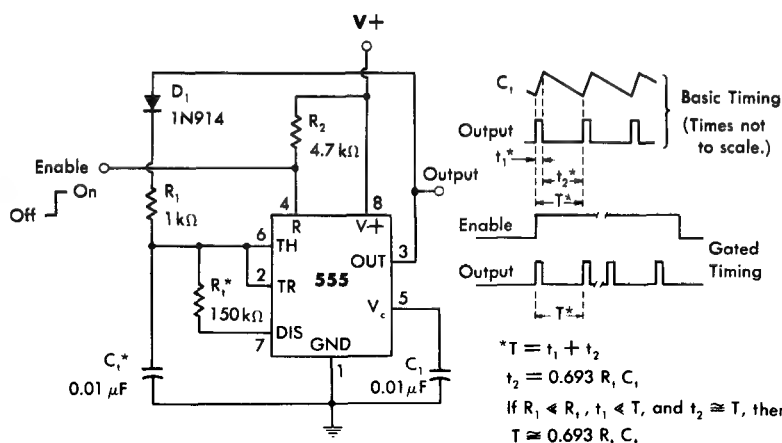 V+
D₁
1N914
R₂
4.7 kΩ
Enable
On
Off
R₁
1kΩ
4
8
R
V+
6
TH
2
TR
555
OUT
3
Output
Rₜ*
150kΩ
DIS
7
GND
V꜀
5
1
Cₜ*
0.01 µF
C₁
0.01µF
C₁
Output
t₁*
t₂*
T*
Basic Timing
(Times not
to scale.)
Enable
Output
T*
Gated
Timing
*T = t₁ + t₂
t₂ = 0.693 Rₜ Cₜ
If R₁ ≪ Rₜ, t₁ ≪ T, and t₂ ≅ T, then
T ≅ 0.693 Rₜ Cₜ